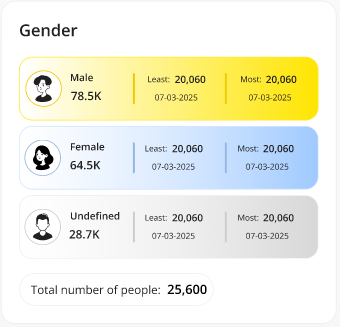 Gender
Male
78.5K
Least: 20,060
07-03-2025
Most: 20,060
07-03-2025
Female
64.5K
Least: 20,060
07-03-2025
Most: 20,060
07-03-2025
Undefined
28.7K
Least: 20,060
07-03-2025
Most: 20,060
07-03-2025
Total number of people: 25,600